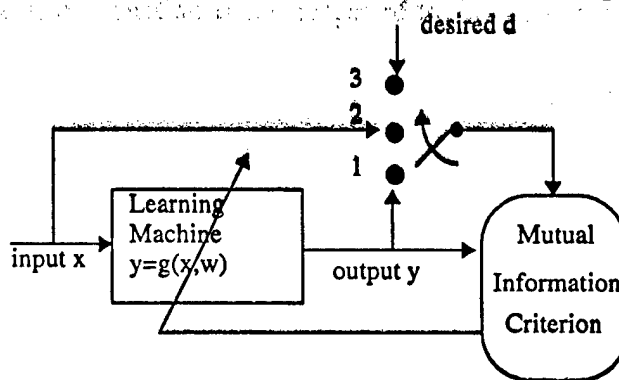 desired d
3
2
1
Learning
Machine
y=g(x,w)
input x
output y
Mutual
Information
Criterion